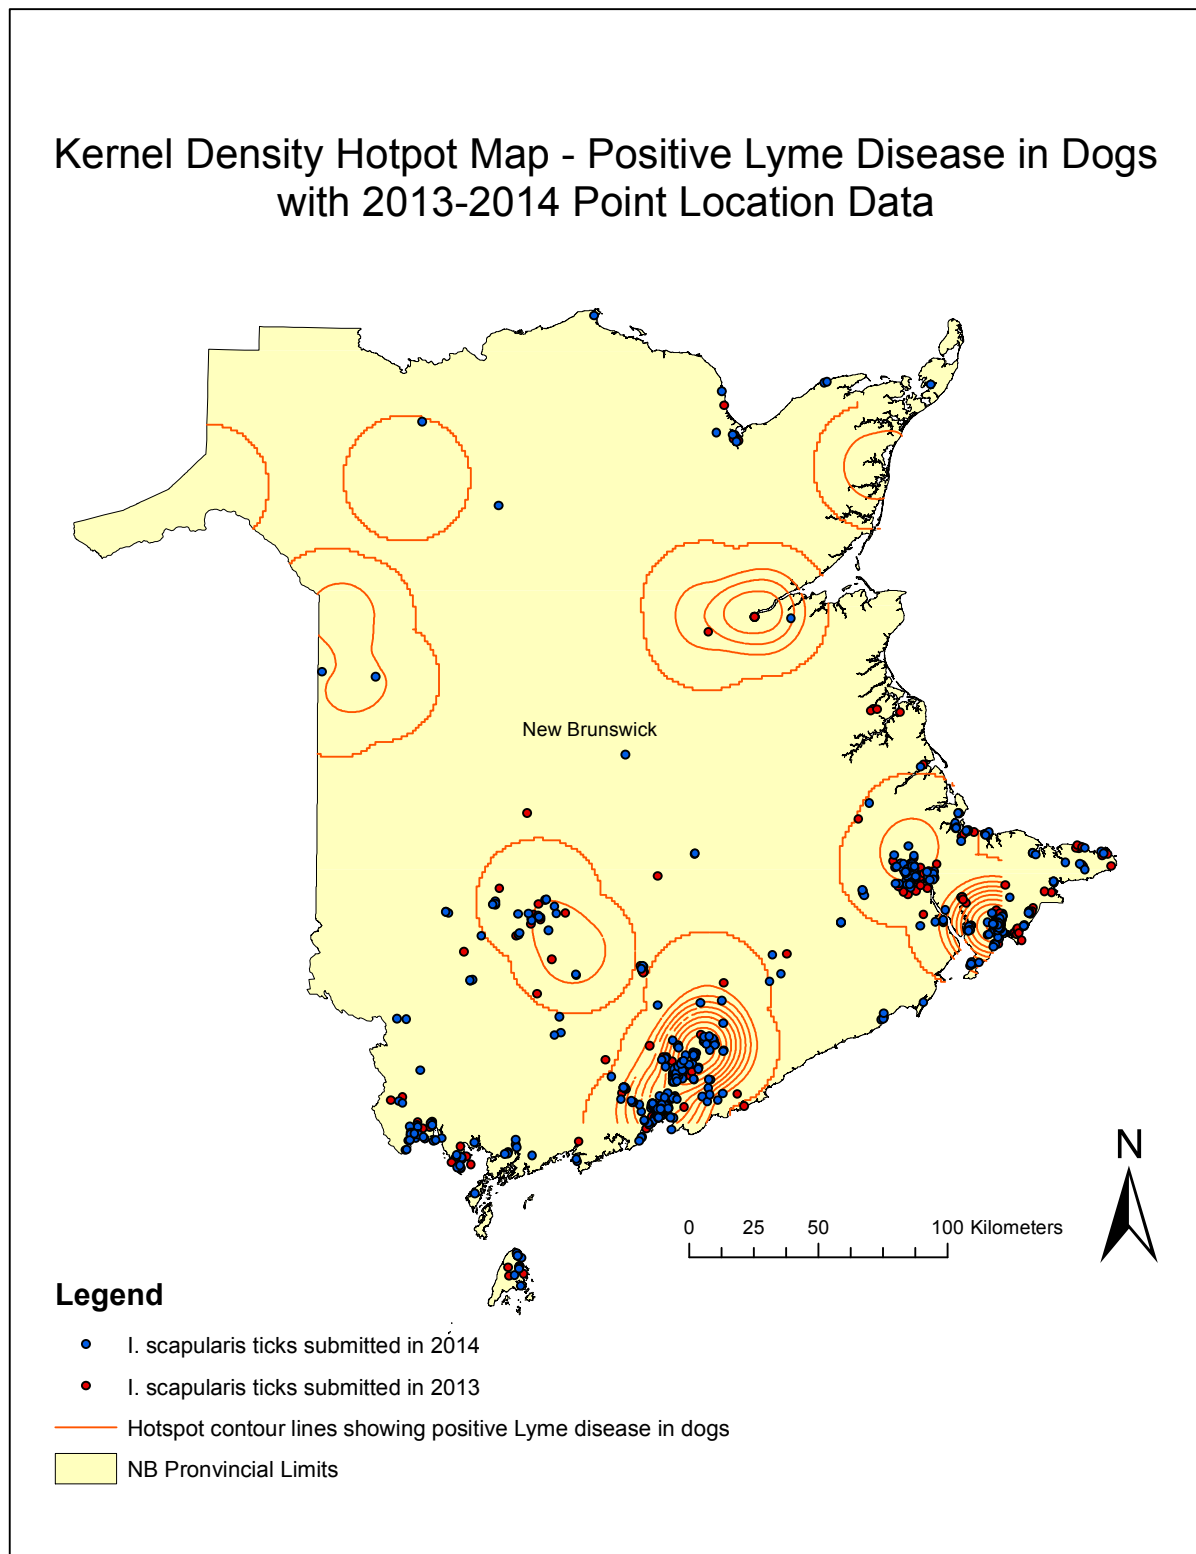 Kernel Density Hotpot Map - Positive Lyme Disease in Dogs
with 2013-2014 Point Location Data
New Brunswick
N
0 25 50 100 Kilometers
Legend
I. scapularis ticks submitted in 2014
I. scapularis ticks submitted in 2013
Hotspot contour lines showing positive Lyme disease in dogs
NB Pronvincial Limits